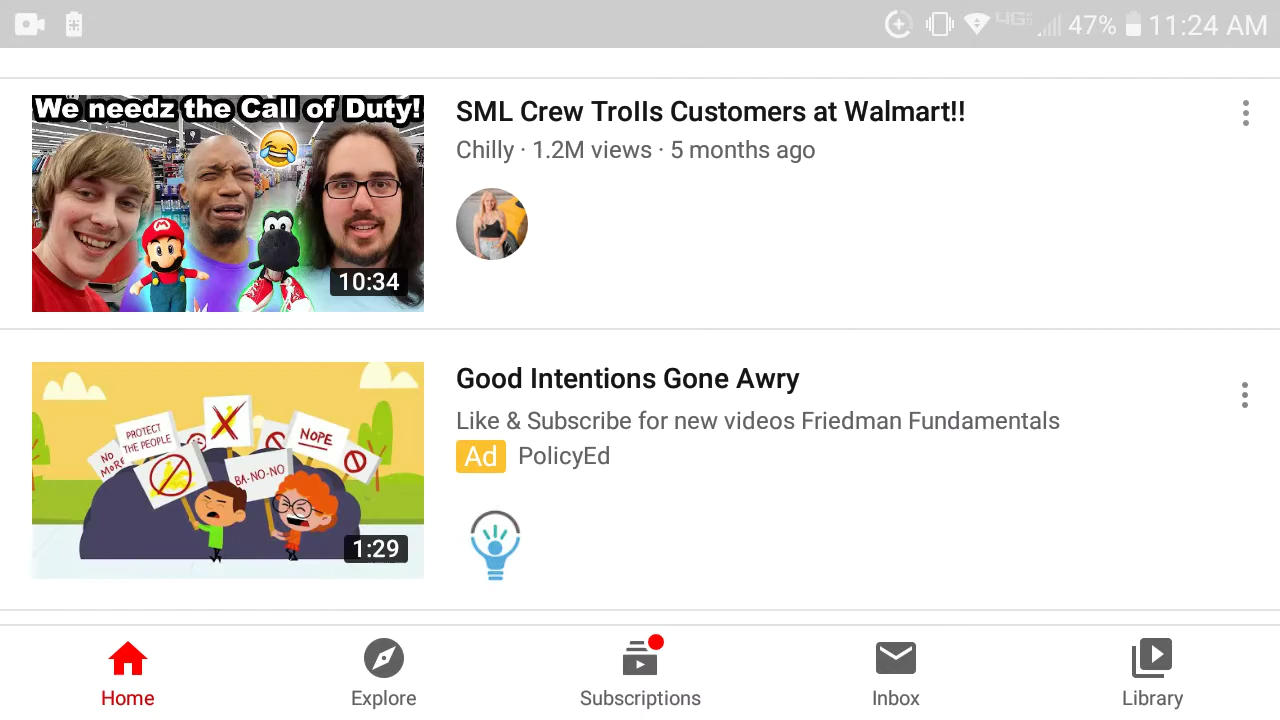 4G
47%
11:24 AM
We needz the Call of Duty!
10:34
SML Crew Trolls Customers at Walmart!!
Chilly · 1.2M views · 5 months ago
PROTECT
THE PEOPLE
NO
MORE
NOPE
BA-NO-NO
1:29
Good Intentions Gone Awry
Like & Subscribe for new videos Friedman Fundamentals
Ad PolicyEd
Home
Explore
Subscriptions
Inbox
Library